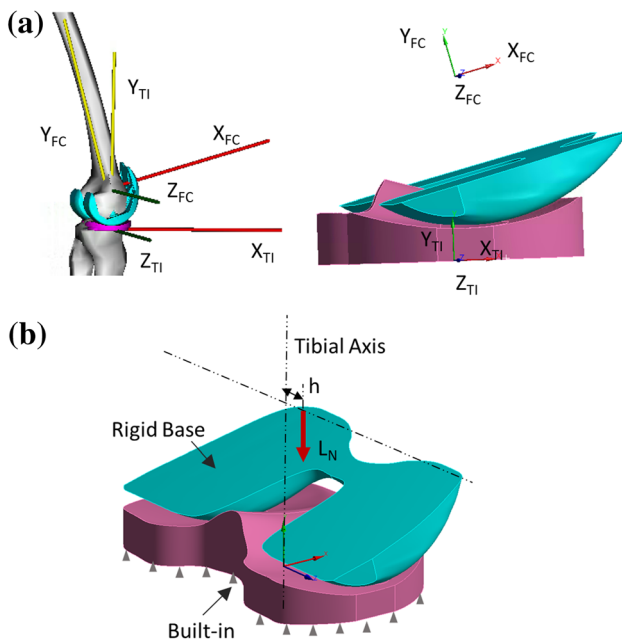 (a)
Y_TI
Y_FC
X_FC
Z_FC
X_TI
Z_TI
Y
Y_FC
X_FC
X
Z
Z_FC
Y_TI
X_TI
Z
Z_TI
(b)
Tibial Axis
h
Rigid Base
L_N
Built-in